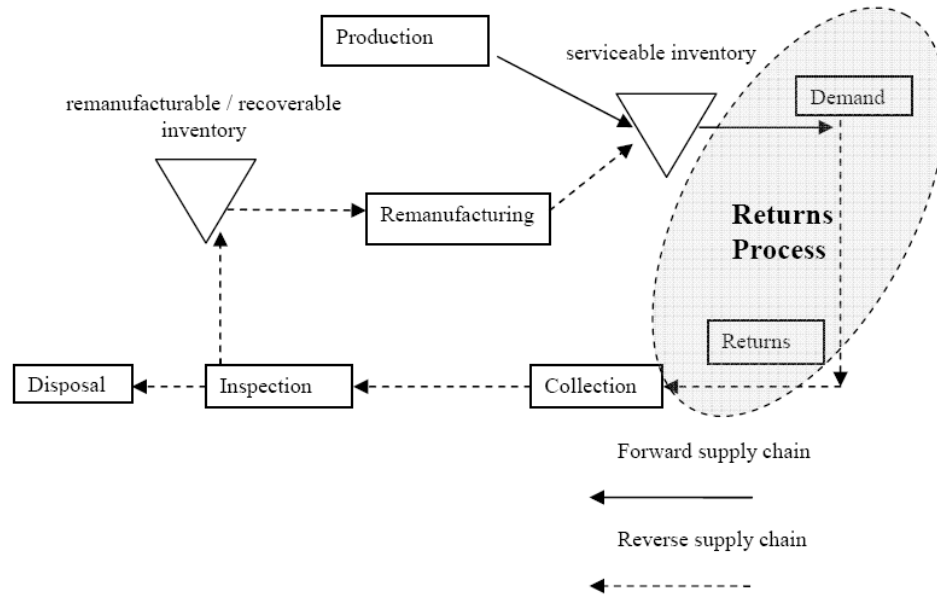 Production
serviceable inventory
Demand
remanufacturable / recoverable
inventory
Remanufacturing
Returns
Process
Returns
Disposal
Inspection
Collection
Forward supply chain
Reverse supply chain